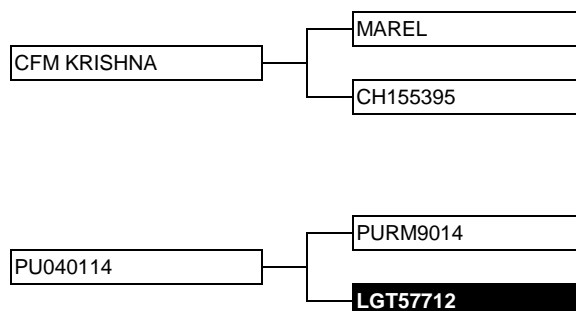 MAREL
CFM KRISHNA
CH155395
PURM9014
PU040114
LGT57712